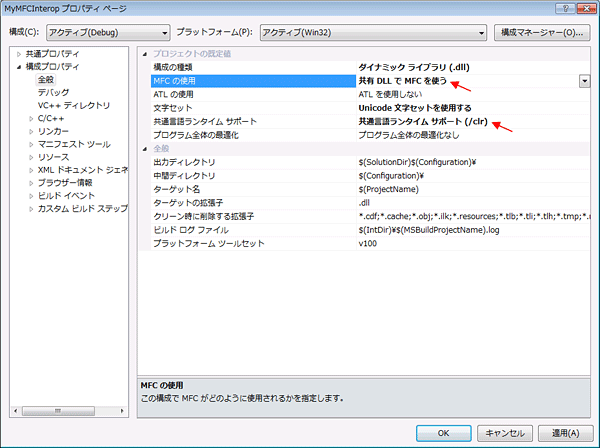 MyMFCInterop プロパティ ページ
構成(C): アクティブ(Debug) プラットフォーム(P): アクティブ(Win32) 構成マネージャー(O)...
共通プロパティ
構成プロパティ
全般
デバッグ
VC++ ディレクトリ
C/C++
リンカー
マニフェスト ツール
リソース
XML ドキュメント ジェネ
ブラウザー情報
ビルド イベント
カスタム ビルド ステップ
プロジェクトの既定値
構成の種類 ダイナミック ライブラリ (.dll)
MFC の使用 共有 DLL で MFC を使う
ATL の使用 ATL を使用しない
文字セット Unicode 文字セットを使用する
共通言語ランタイム サポート 共通言語ランタイム サポート (/clr)
プログラム全体の最適化 プログラム全体の最適化なし
全般
出力ディレクトリ $(SolutionDir)$(Configuration)¥
中間ディレクトリ $(Configuration)¥
ターゲット名 $(ProjectName)
ターゲットの拡張子 .dll
クリーン時に削除する拡張子 *.cdf;*.cache;*.obj;*.ilk;*.resources;*.tlb;*.tli;*.tlh;*.tmp;*.r
ビルド ログ ファイル $(IntDir)¥$(MSBuildProjectName).log
プラットフォーム ツールセット v100
MFC の使用
この構成で MFC がどのように使用されるかを指定します。
OK キャンセル 適用(A)